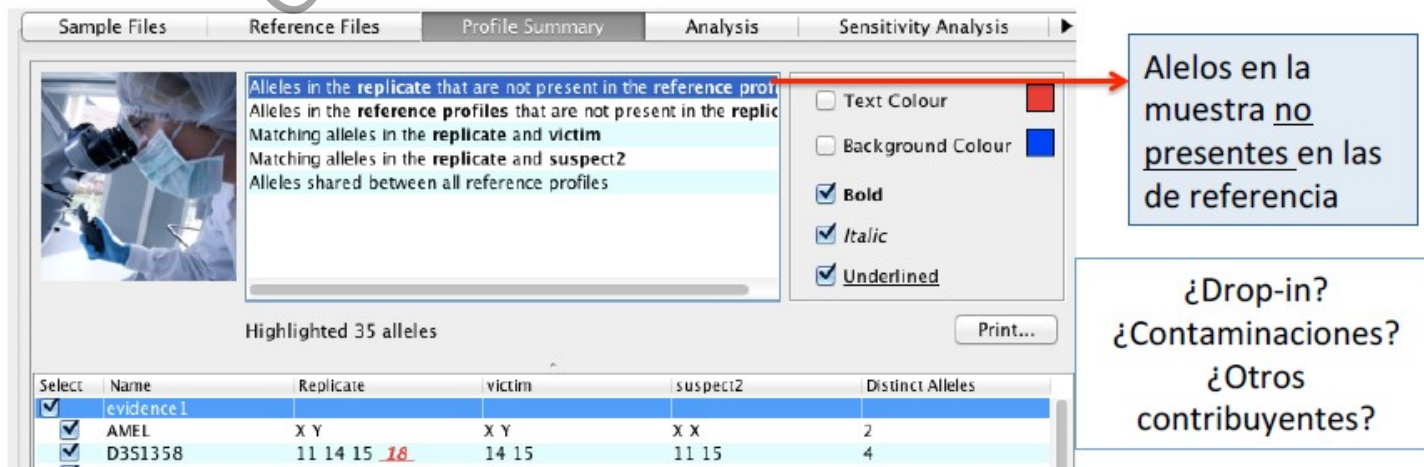 Sample Files Reference Files Profile Summary Analysis Sensitivity Analysis
Alleles in the replicate that are not present in the reference profi
Alleles in the reference profiles that are not present in the replic
Matching alleles in the replicate and victim
Matching alleles in the replicate and suspect2
Alleles shared between all reference profiles
Text Colour
Background Colour
Bold
Italic
Underlined
Highlighted 35 alleles
Print...
Alelos en la
muestra no
presentes en las
de referencia
¿Drop-in?
¿Contaminaciones?
¿Otros
contribuyentes?
Select Name Replicate victim suspect2 Distinct Alleles
evidence1
AMEL X Y X Y X X 2
D3S1358 11 14 15 18 14 15 11 15 4